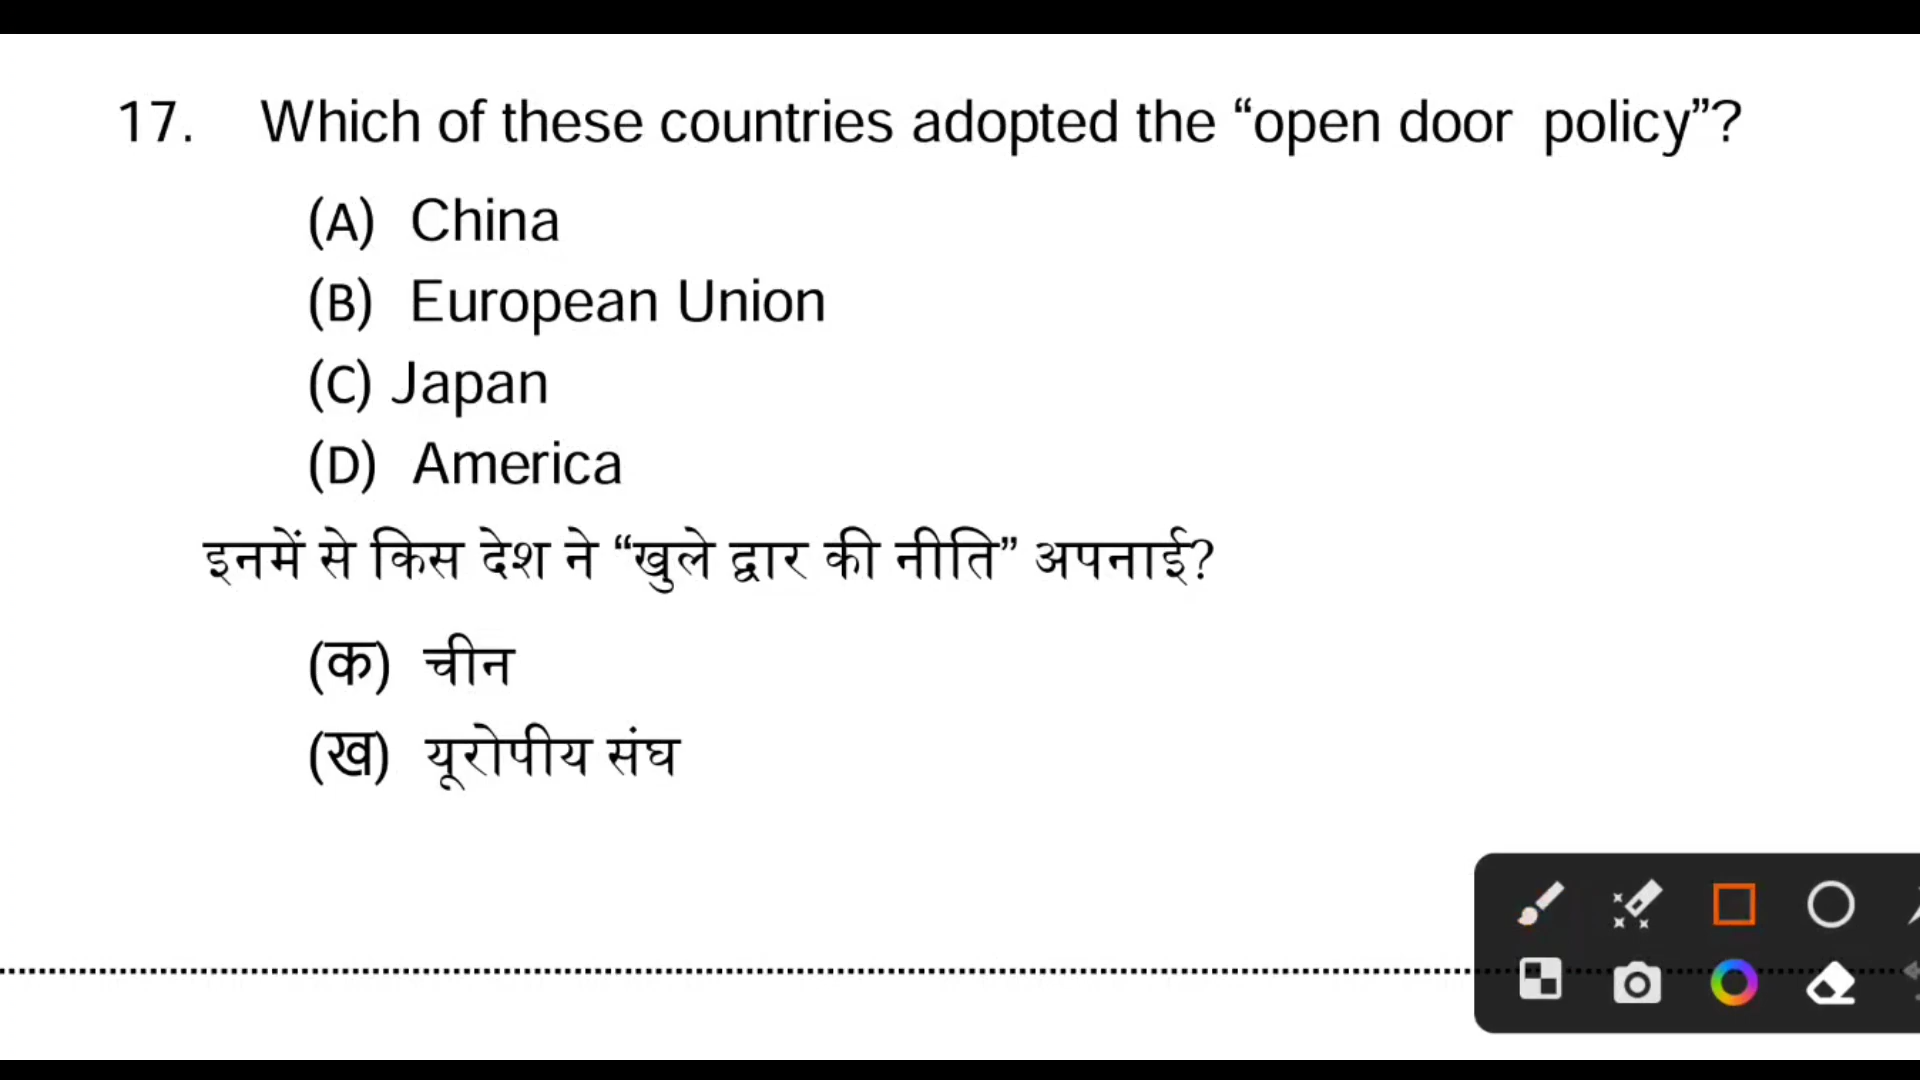 17. Which of these countries adopted the “open door policy”?
(A) China
(B) European Union
(C) Japan
(D) America
इनमें से किस देश ने “खुले द्वार की नीति” अपनाई?
(क) चीन
(ख) यूरोपीय संघ